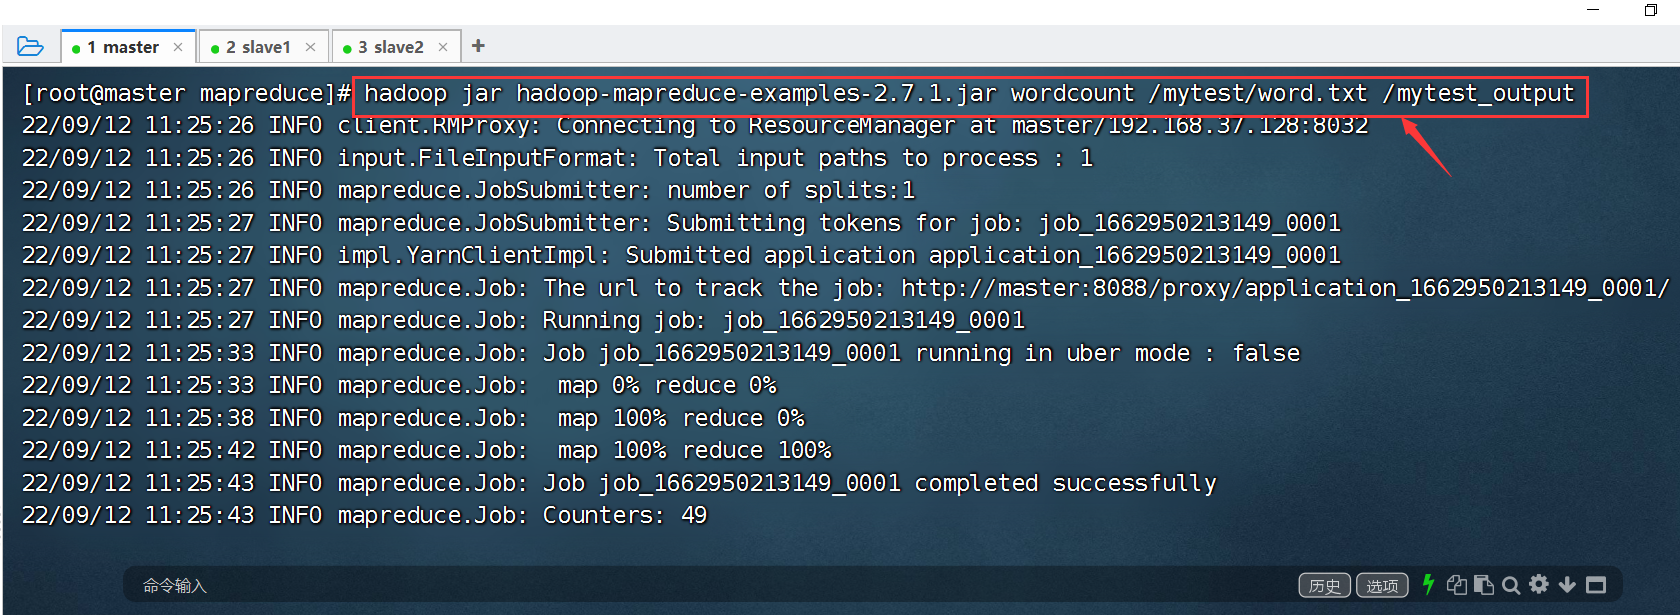 1 master × 2 slave1 × 3 slave2 × +
[root@master mapreduce]# hadoop jar hadoop-mapreduce-examples-2.7.1.jar wordcount /mytest/word.txt /mytest_output
22/09/12 11:25:26 INFO client.RMProxy: Connecting to ResourceManager at master/192.168.37.128:8032
22/09/12 11:25:26 INFO input.FileInputFormat: Total input paths to process : 1
22/09/12 11:25:26 INFO mapreduce.JobSubmitter: number of splits:1
22/09/12 11:25:27 INFO mapreduce.JobSubmitter: Submitting tokens for job: job_1662950213149_0001
22/09/12 11:25:27 INFO impl.YarnClientImpl: Submitted application application_1662950213149_0001
22/09/12 11:25:27 INFO mapreduce.Job: The url to track the job: http://master:8088/proxy/application_1662950213149_0001/
22/09/12 11:25:27 INFO mapreduce.Job: Running job: job_1662950213149_0001
22/09/12 11:25:33 INFO mapreduce.Job: Job job_1662950213149_0001 running in uber mode : false
22/09/12 11:25:33 INFO mapreduce.Job:  map 0% reduce 0%
22/09/12 11:25:38 INFO mapreduce.Job:  map 100% reduce 0%
22/09/12 11:25:42 INFO mapreduce.Job:  map 100% reduce 100%
22/09/12 11:25:43 INFO mapreduce.Job: Job job_1662950213149_0001 completed successfully
22/09/12 11:25:43 INFO mapreduce.Job: Counters: 49
命令输入 历史 选项